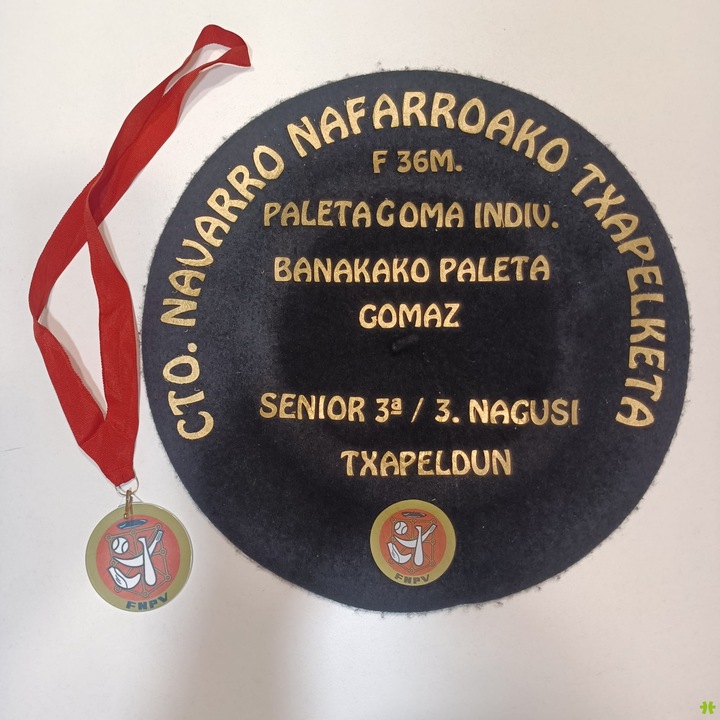 CTO. NAVARRO NAFARROAKO TXAPELKETA
F 36M.
PALETA GOMA INDIV.
BANAKAKO PALETA
GOMAZ
SENIOR 3ª / 3. NAGUSI
TXAPELDUN
FNPV
FNPV